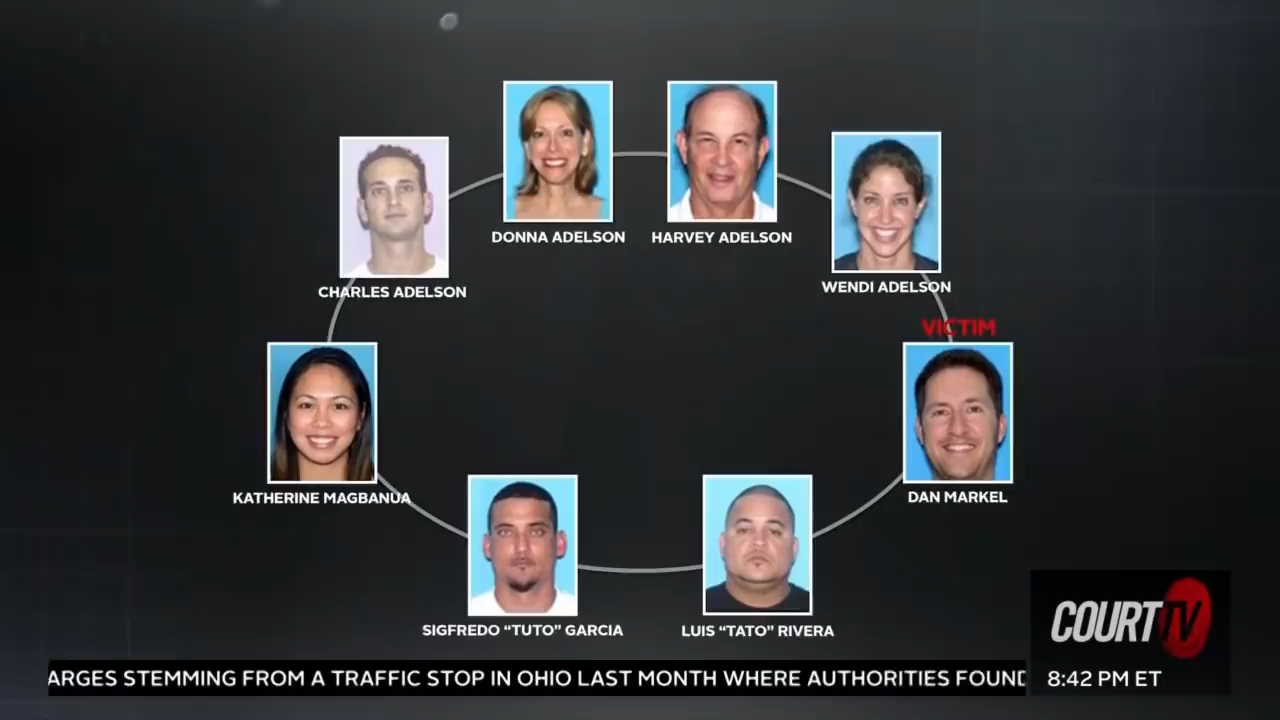 DONNA ADELSON
HARVEY ADELSON
CHARLES ADELSON
WENDI ADELSON
VICTIM
KATHERINE MAGBANUA
DAN MARKEL
SIGFREDO “TUTO” GARCIA
LUIS “TATO” RIVERA
COURT TV
ARGES STEMMING FROM A TRAFFIC STOP IN OHIO LAST MONTH WHERE AUTHORITIES FOUND
8:42 PM ET